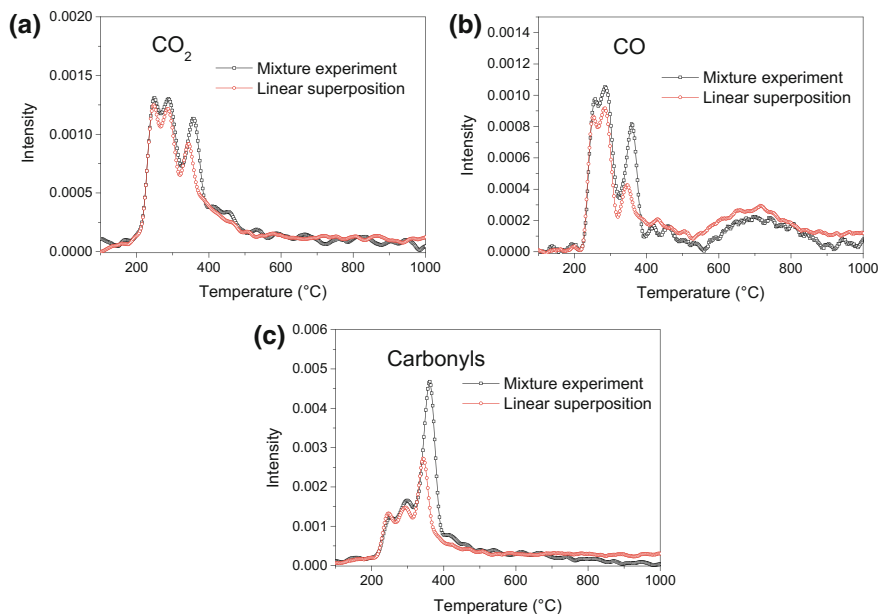 (a)
CO2
Mixture experiment
Linear superposition
Intensity
0.0020
0.0015
0.0010
0.0005
0.0000
200 400 600 800 1000
Temperature (°C)
(b)
CO
Mixture experiment
Linear superposition
Intensity
0.0016
0.0014
0.0012
0.0010
0.0008
0.0006
0.0004
0.0002
0.0000
200 400 600 800 1000
Temperature (°C)
(c)
Carbonyls
Mixture experiment
Linear superposition
Intensity
0.006
0.005
0.004
0.003
0.002
0.001
0.000
200 400 600 800 1000
Temperature (°C)